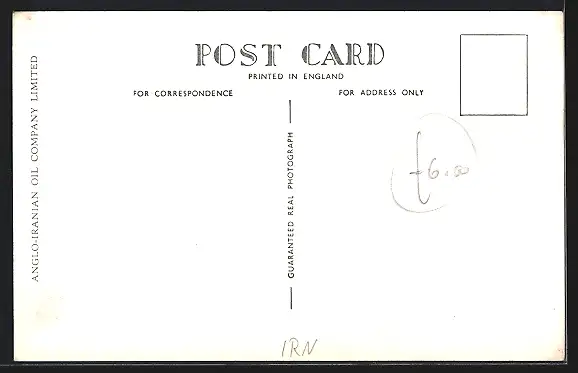 POST CARD
PRINTED IN ENGLAND
FOR CORRESPONDENCE
FOR ADDRESS ONLY
ANGLO-IRANIAN OIL COMPANY LIMITED
GUARANTEED REAL PHOTOGRAPH
£6.00
IRN